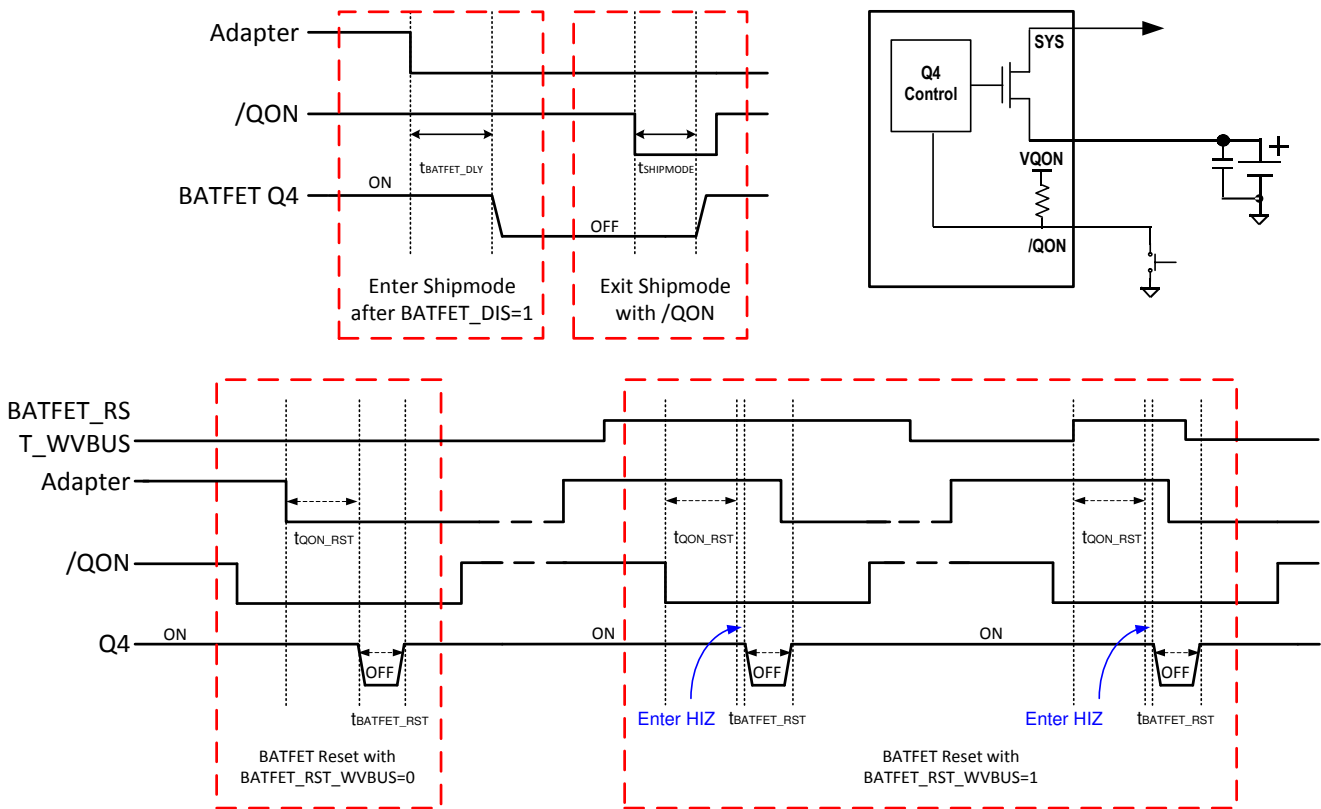 Adapter
/QON
BATFET Q4
tBATFET_DLY
tSHIPMODE
ON
OFF
Enter Shipmode
after BATFET_DIS=1
Exit Shipmode
with /QON
SYS
Q4
Control
VQON
+
/QON
BATFET_RS
T_WVBUS
Adapter
/QON
Q4
tQON_RST
tQON_RST
tQON_RST
ON
OFF
ON
OFF
ON
OFF
tBATFET_RST
Enter HIZ
tBATFET_RST
Enter HIZ
tBATFET_RST
BATFET Reset with
BATFET_RST_WVBUS=0
BATFET Reset with
BATFET_RST_WVBUS=1